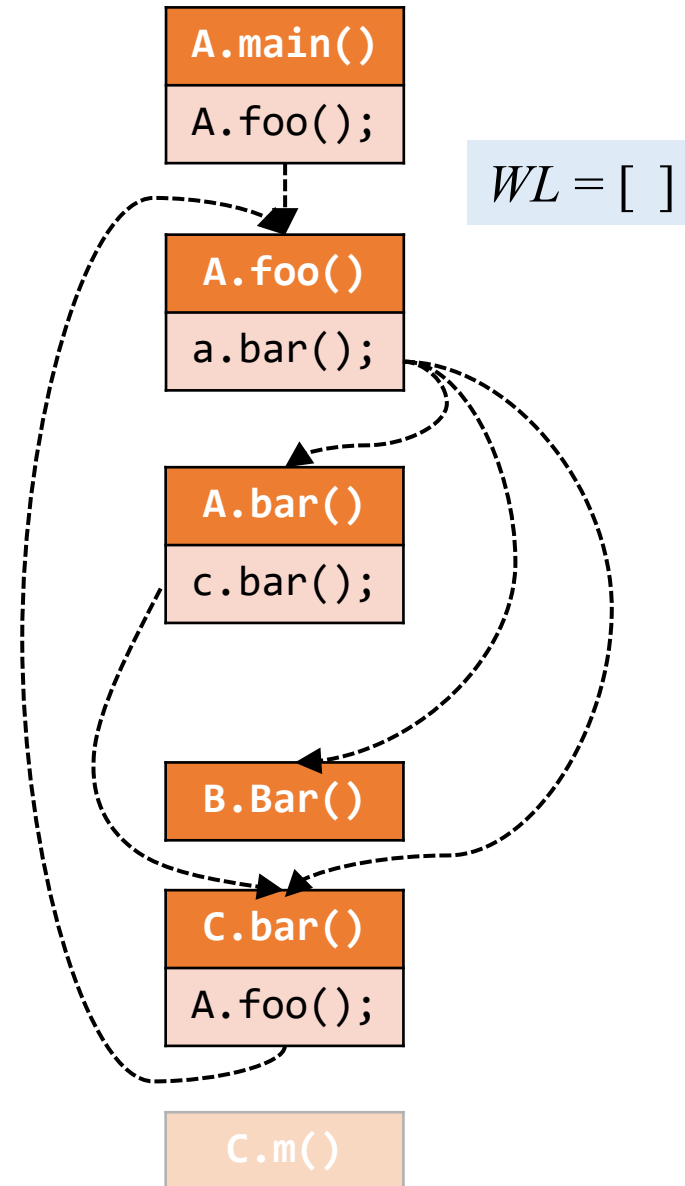 A.main()
A.foo();
WL = [ ]
A.foo()
a.bar();
A.bar()
c.bar();
B.Bar()
C.bar()
A.foo();
C.m()